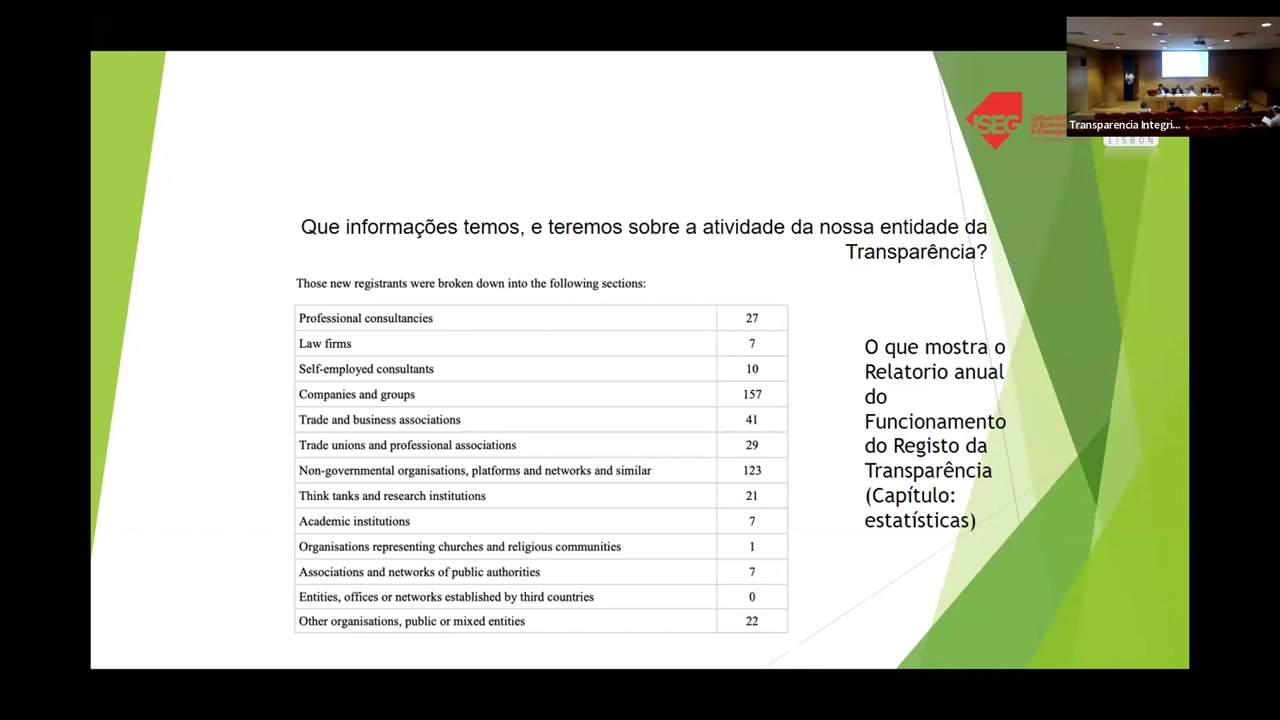 ISEG
Transparencia Integri...
LISBON
Que informações temos, e teremos sobre a atividade da nossa entidade da
Transparência?
Those new registrants were broken down into the following sections:
Professional consultancies 27
Law firms 7
Self-employed consultants 10
Companies and groups 157
Trade and business associations 41
Trade unions and professional associations 29
Non-governmental organisations, platforms and networks and similar 123
Think tanks and research institutions 21
Academic institutions 7
Organisations representing churches and religious communities 1
Associations and networks of public authorities 7
Entities, offices or networks established by third countries 0
Other organisations, public or mixed entities 22
O que mostra o
Relatorio anual
do
Funcionamento
do Registo da
Transparência
(Capítulo:
estatísticas)